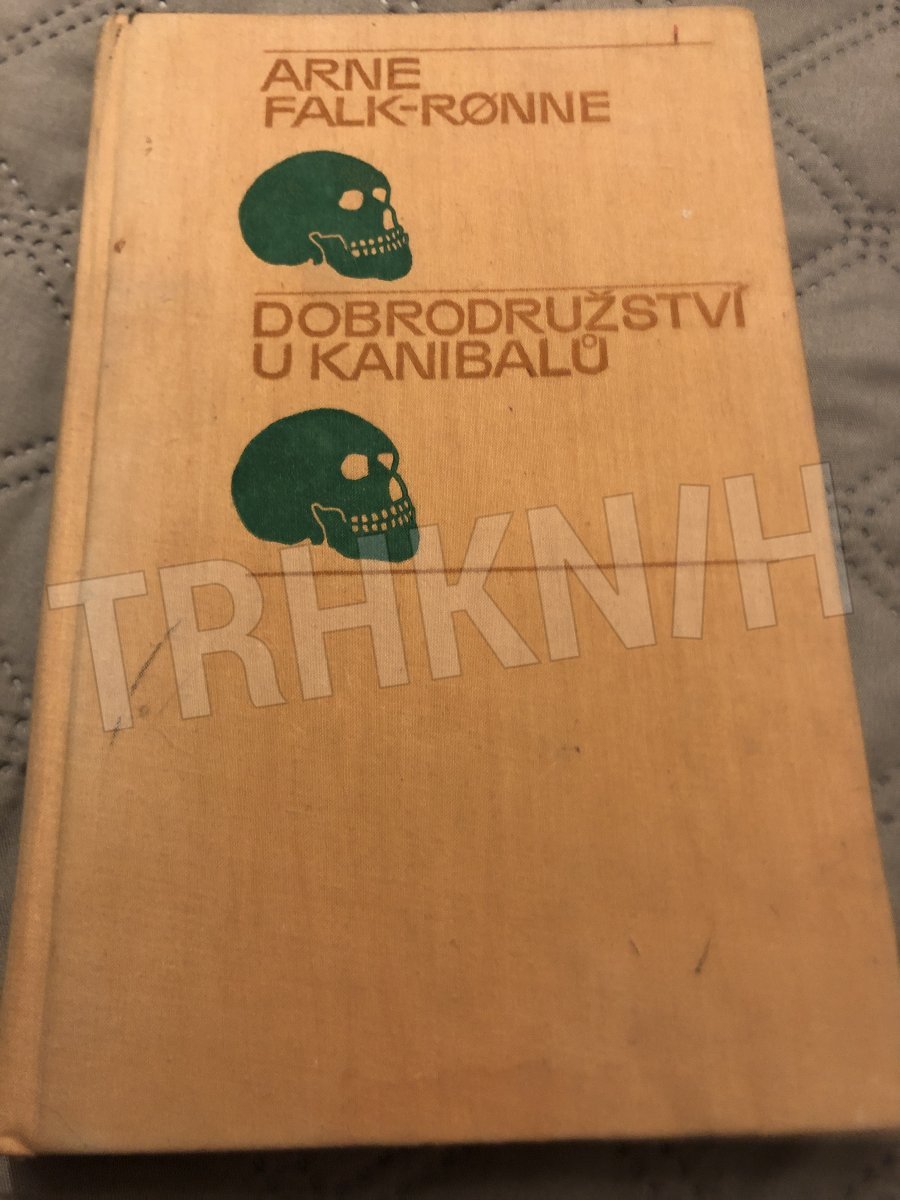 ARNE
FALK-RØNNE
DOBRODRUŽSTVÍ
U KANIBALŮ
TRHKNIH